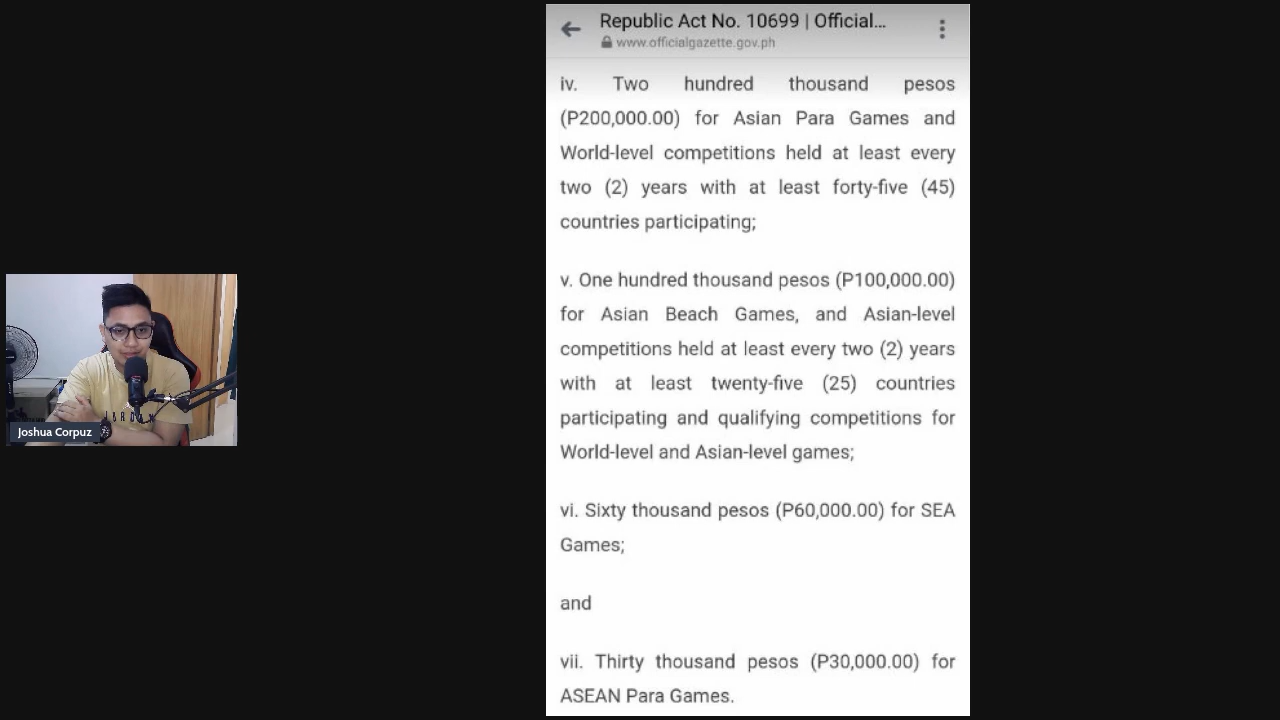 Republic Act No. 10699 | Official...
www.officialgazette.gov.ph
iv. Two hundred thousand pesos
(P200,000.00) for Asian Para Games and
World-level competitions held at least every
two (2) years with at least forty-five (45)
countries participating;
v. One hundred thousand pesos (P100,000.00)
for Asian Beach Games, and Asian-level
competitions held at least every two (2) years
with at least twenty-five (25) countries
participating and qualifying competitions for
World-level and Asian-level games;
vi. Sixty thousand pesos (P60,000.00) for SEA
Games;
and
vii. Thirty thousand pesos (P30,000.00) for
ASEAN Para Games.
JORDAN
Joshua Corpuz